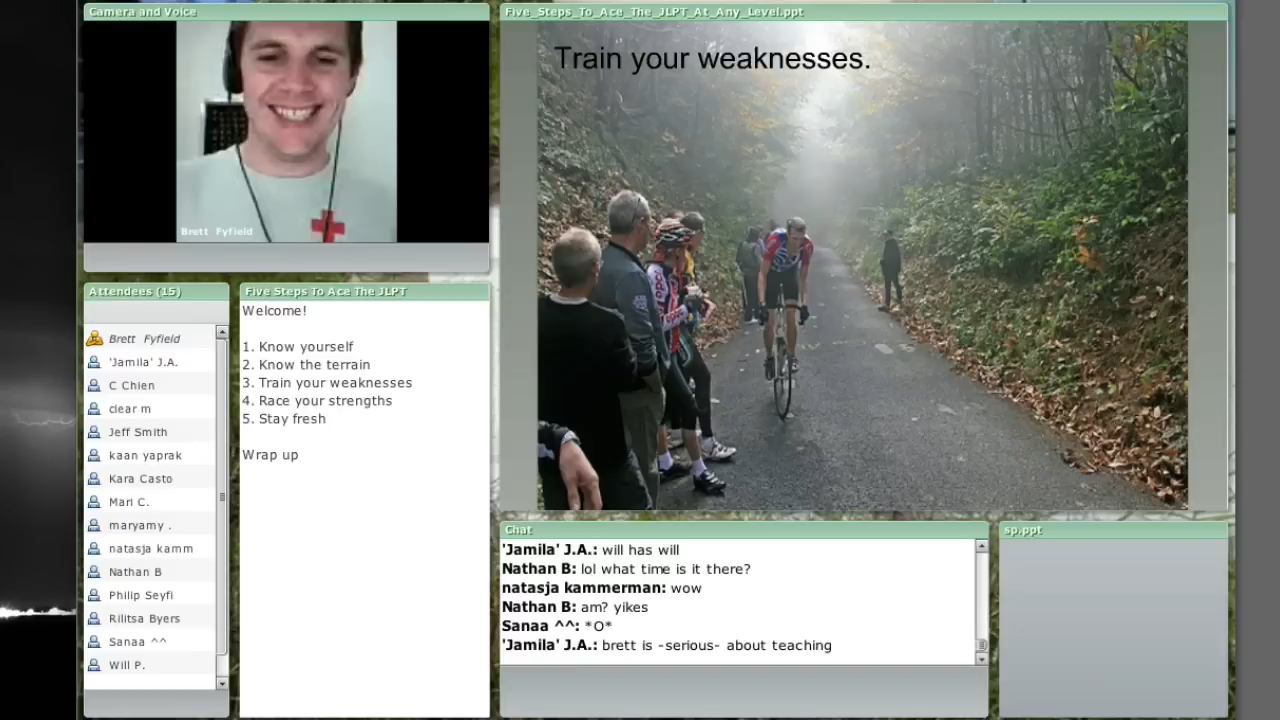 Camera and Voice
Brett Fyfield
Five_Steps_To_Ace_The_JLPT_At_Any_Level.ppt
Train your weaknesses.
Attendees (15)
Brett Fyfield
'Jamila' J.A.
C Chien
clear m
Jeff Smith
kaan yaprak
Kara Casto
Mari C.
maryamy .
natasja kamm
Nathan B
Philip Seyfi
Rilitsa Byers
Sanaa ^^
Will P.
Five Steps To Ace The JLPT
Welcome!
1. Know yourself
2. Know the terrain
3. Train your weaknesses
4. Race your strengths
5. Stay fresh
Wrap up
Chat
'Jamila' J.A.: will has will
Nathan B: lol what time is it there?
natasja kammerman: wow
Nathan B: am? yikes
Sanaa ^^: *O*
'Jamila' J.A.: brett is -serious- about teaching
sp.ppt